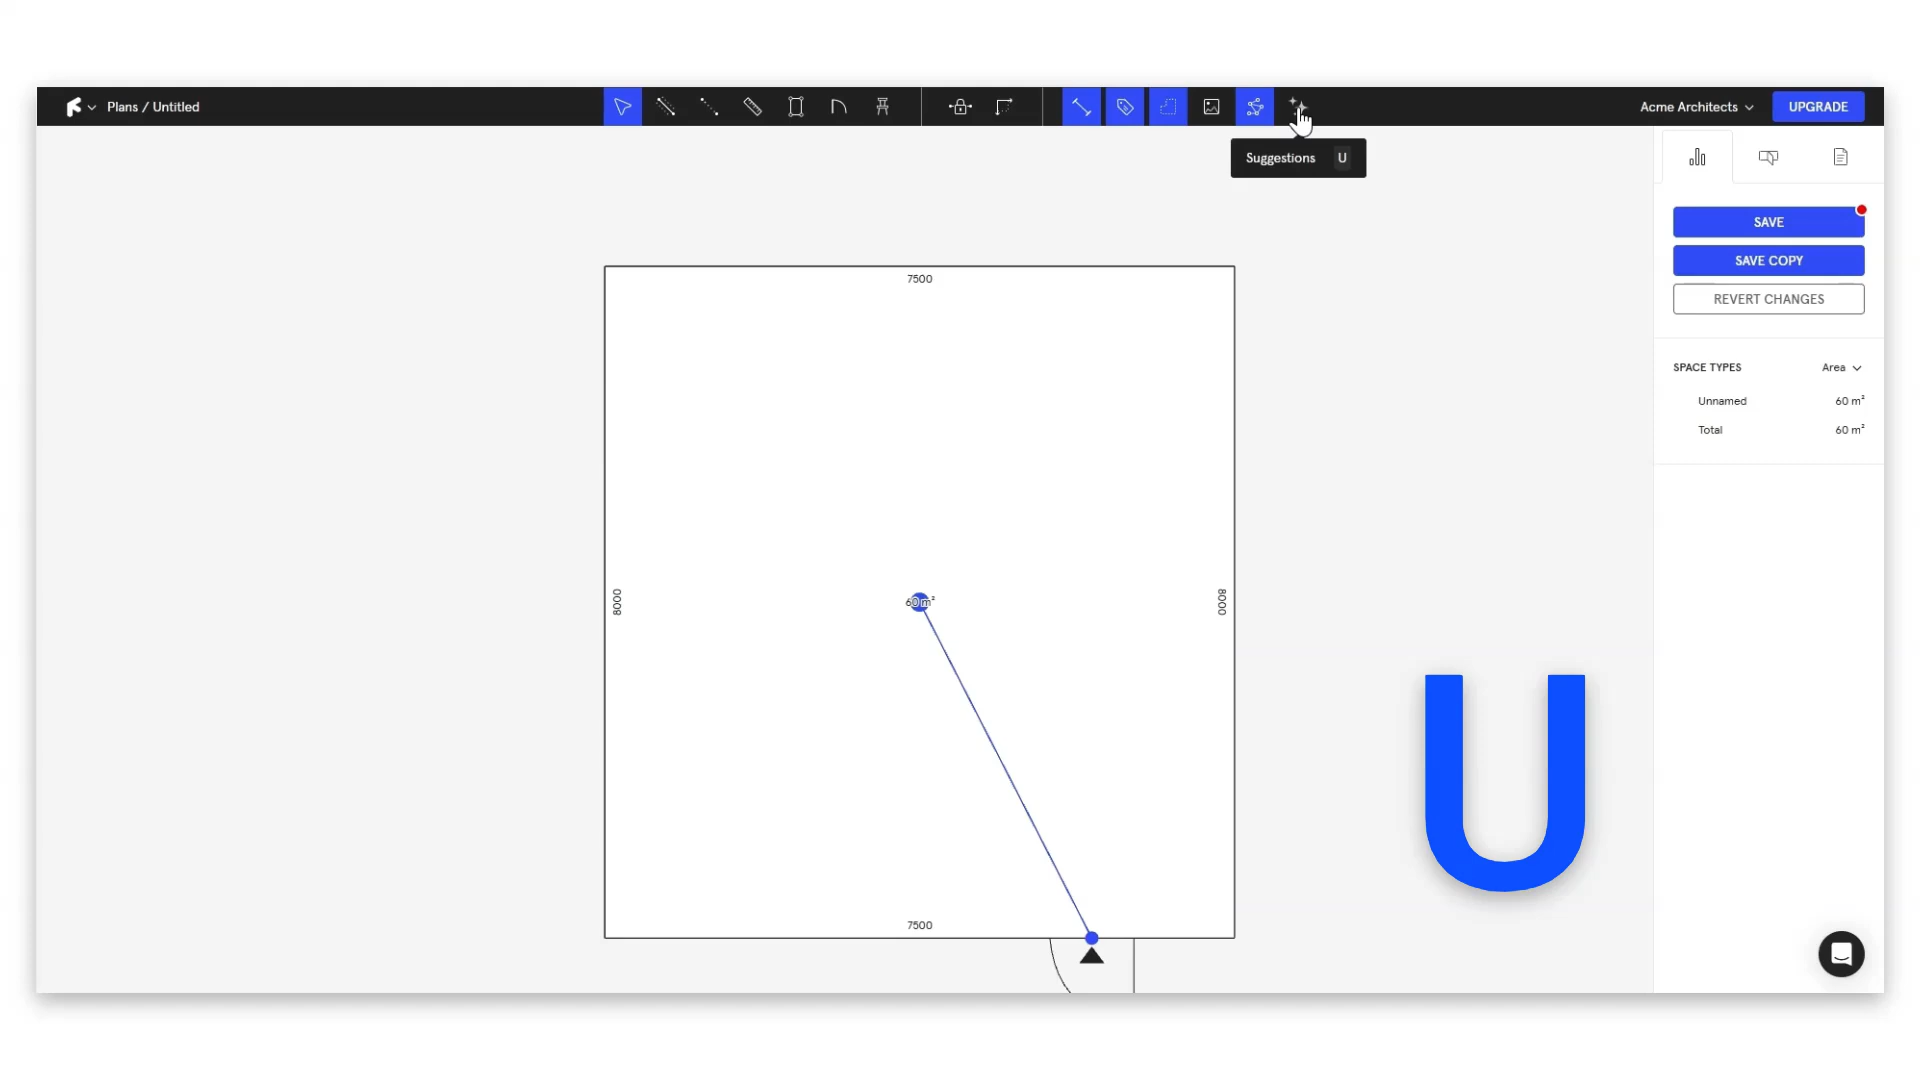 Plans / Untitled
Acme Architects
UPGRADE
Suggestions U
SAVE
SAVE COPY
REVERT CHANGES
SPACE TYPES Area
Unnamed 60 m²
Total 60 m²
7500
8000
60 m²
8000
7500
U